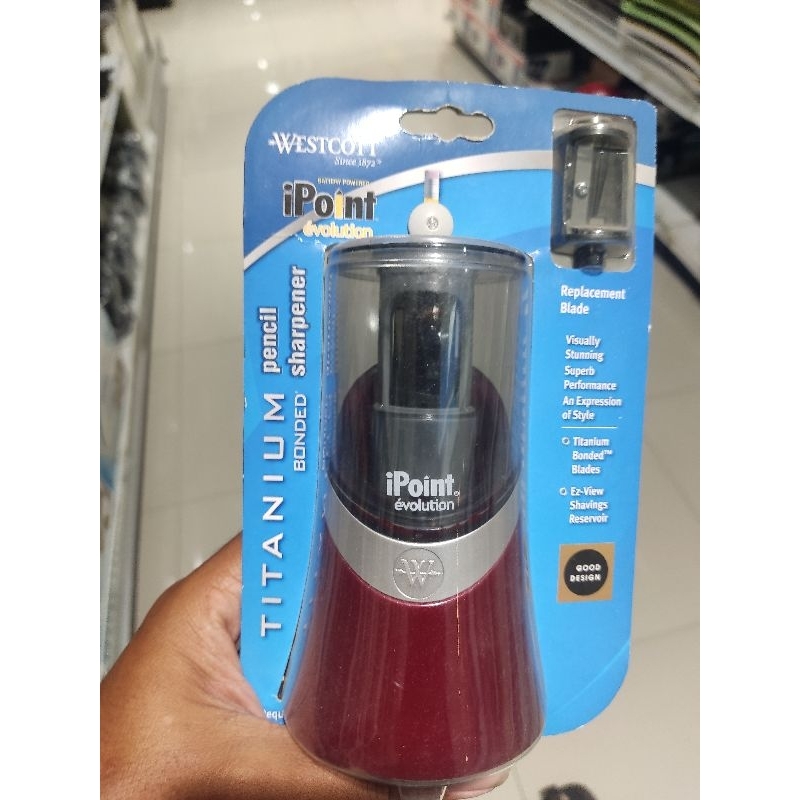 WESTCOTT
Since 1872®
BATTERY POWERED
iPoint
évolution
TITANIUM
BONDED®
pencil
sharpener
iPoint®
évolution
W
Replacement
Blade
Visually
Stunning
Superb
Performance
An Expression
of Style
Titanium
Bonded™
Blades
Ez-View
Shavings
Reservoir
GOOD
DESIGN